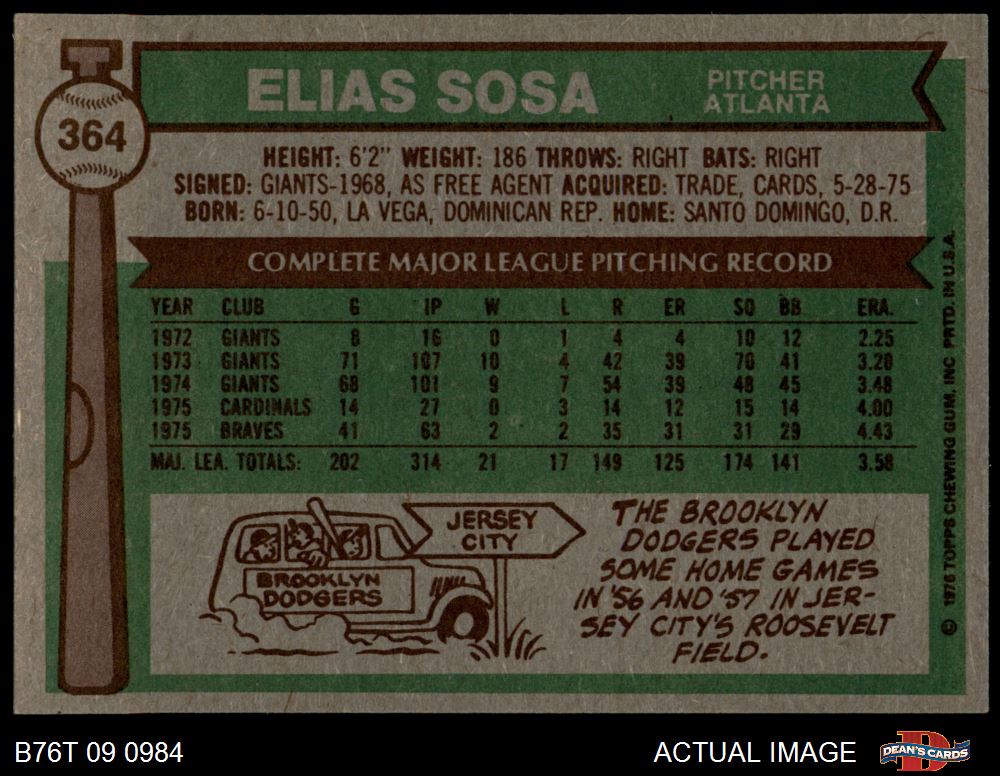 364
ELIAS SOSA
PITCHER
ATLANTA
HEIGHT: 6'2" WEIGHT: 186 THROWS: RIGHT BATS: RIGHT
SIGNED: GIANTS-1968, AS FREE AGENT ACQUIRED: TRADE, CARDS, 5-28-75
BORN: 6-10-50, LA VEGA, DOMINICAN REP. HOME: SANTO DOMINGO, D.R.
COMPLETE MAJOR LEAGUE PITCHING RECORD
YEAR CLUB G IP W L R ER SO BB ERA.
1972 GIANTS 8 16 0 1 4 4 10 12 2.25
1973 GIANTS 71 107 10 4 42 39 70 41 3.28
1974 GIANTS 68 101 9 7 54 39 48 45 3.48
1975 CARDINALS 14 27 0 3 14 12 15 14 4.00
1975 BRAVES 41 63 2 2 35 31 31 29 4.43
MAJ. LEA. TOTALS: 202 314 21 17 149 125 174 141 3.58
JERSEY
CITY
BROOKLYN
DODGERS
THE BROOKLYN
DODGERS PLAYED
SOME HOME GAMES
IN '56 AND '57 IN JER-
SEY CITY'S ROOSEVELT
FIELD.
© 1976 TOPPS CHEWING GUM, INC PRTD. IN U.S.A.
B76T 09 0984
ACTUAL IMAGE
D
DEAN'S CARDS